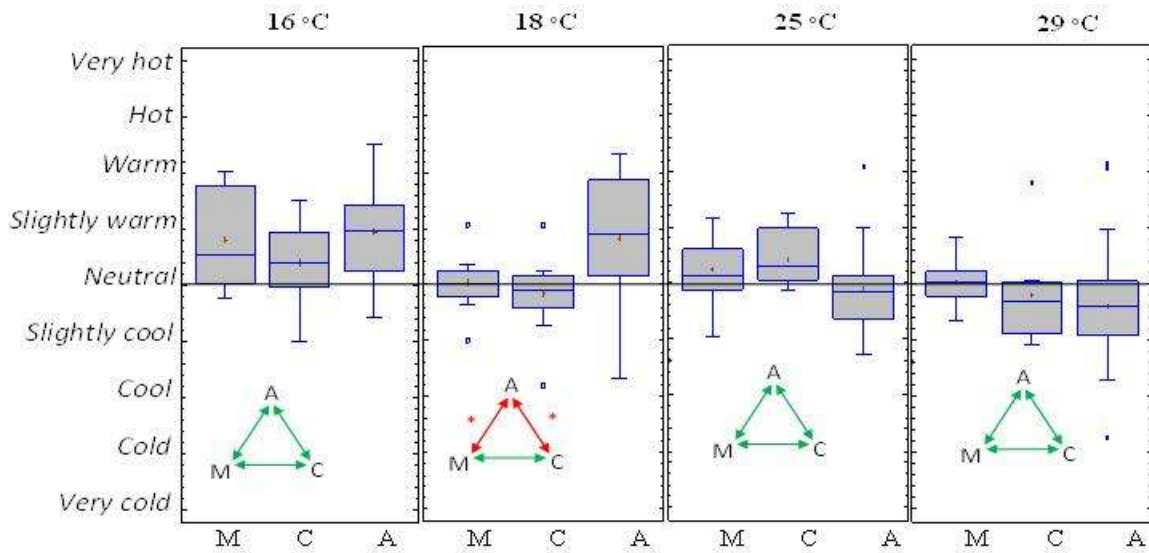 16 °C 18 °C 25 °C 29 °C
Very hot
Hot
Warm
Slightly warm
Neutral
Slightly cool
Cool
Cold
Very cold
A A A A
* *
M C M C M C M C
M C A M C A M C A M C A